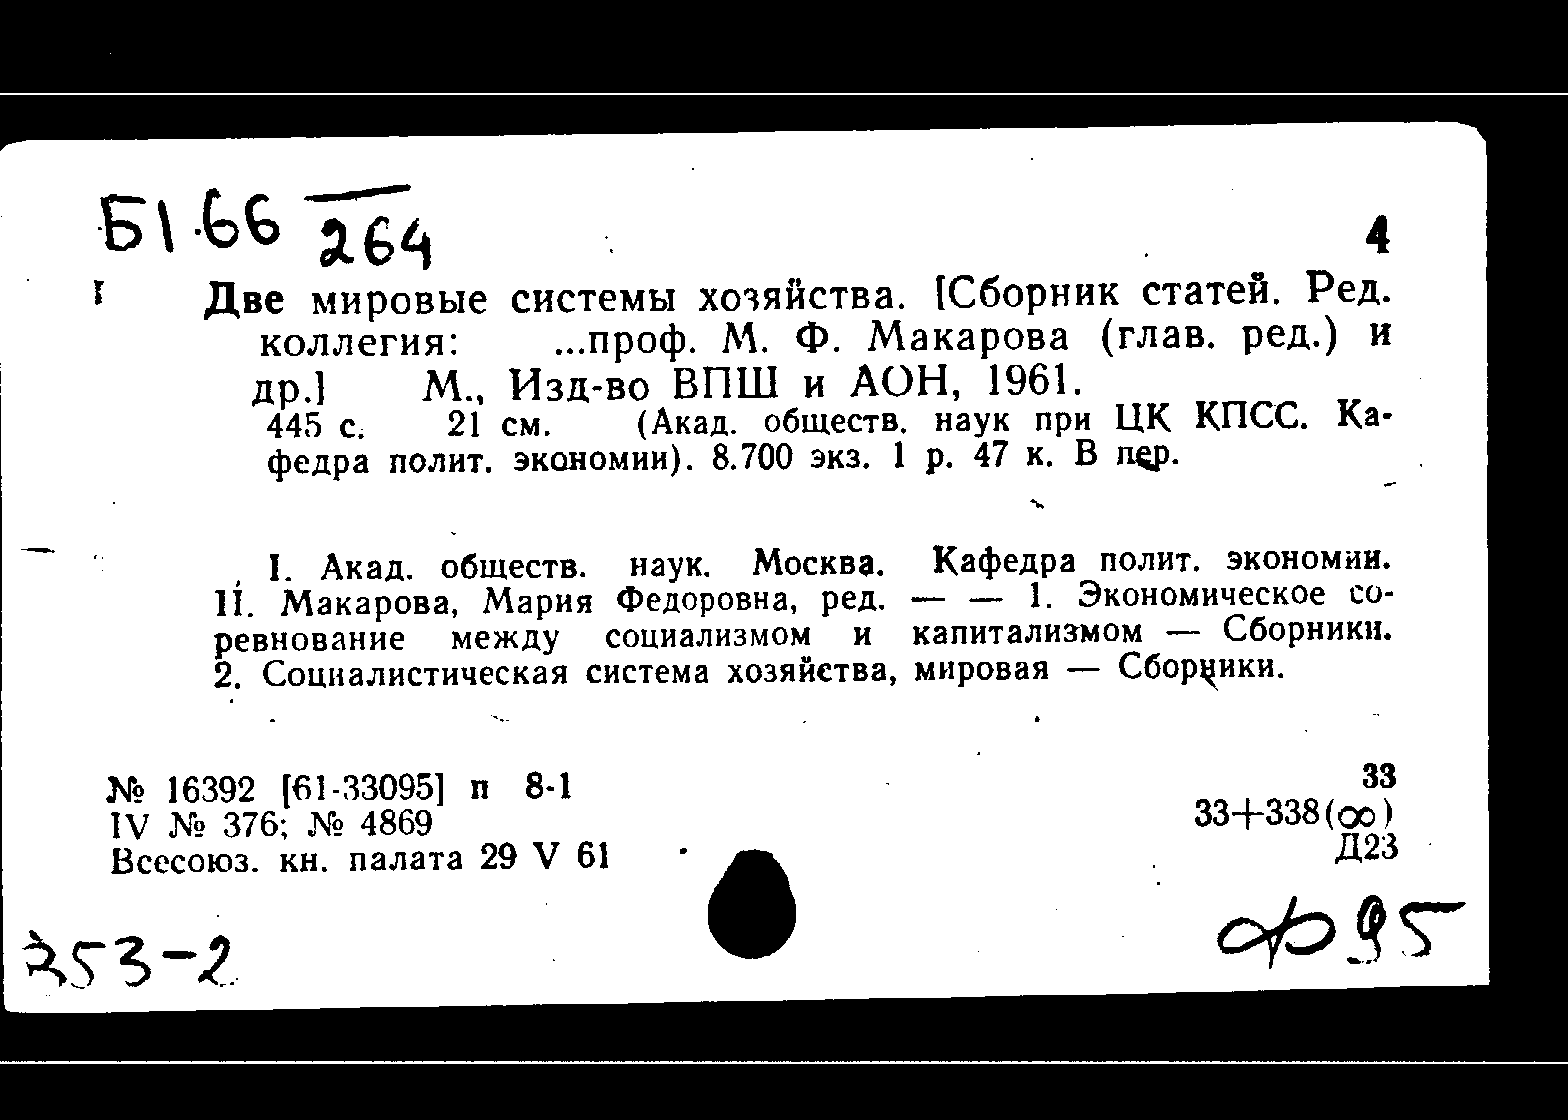 Б1.66 264
4
Две мировые системы хозяйства. [Сборник статей. Ред.
коллегия: ...проф. М. Ф. Макарова (глав. ред.) и
др.] М., Изд-во ВПШ и АОН, 1961.
445 с. 21 см. (Акад. обществ. наук при ЦК КПСС. Ка-
федра полит. экономии). 8.700 экз. 1 р. 47 к. В пер.
I. Акад. обществ. наук. Москва. Кафедра полит. экономии.
II. Макарова, Мария Федоровна, ред. — — 1. Экономическое со-
ревнование между социализмом и капитализмом — Сборники.
2. Социалистическая система хозяйства, мировая — Сборники.
№ 16392 [61-33095] п 8-1
33
IV № 376; № 4869
33+338(∞)
Всесоюз. кн. палата 29 V 61
Д23
353-2
ф95